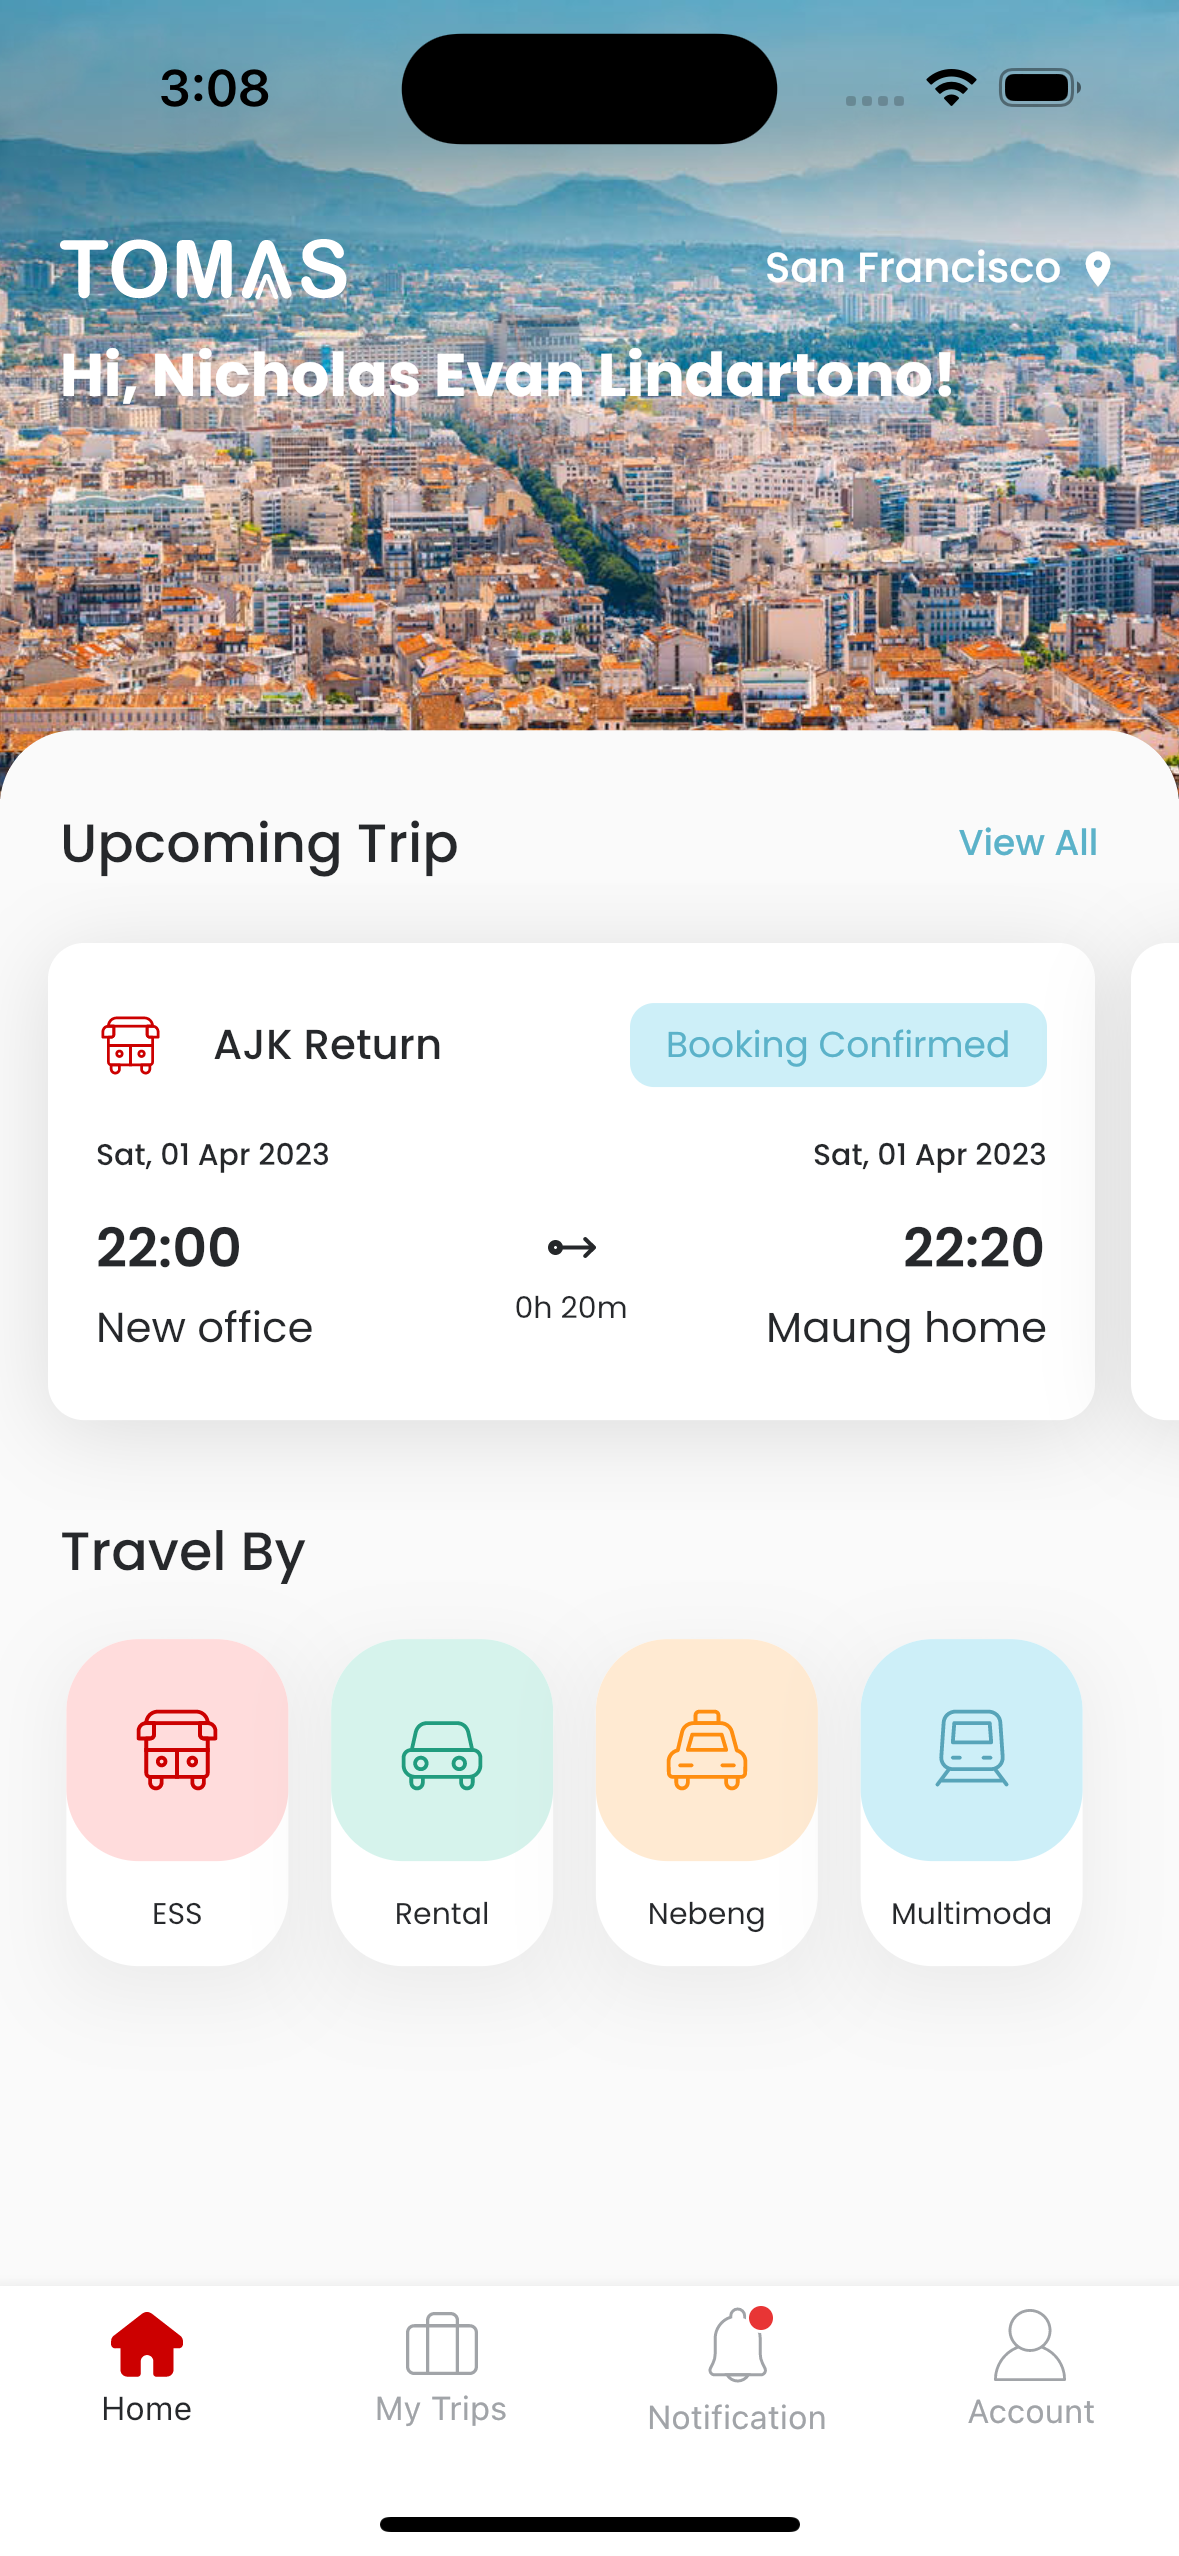 3:08
TOMAS
San Francisco
Hi, Nicholas Evan Lindartono!
Upcoming Trip
View All
AJK Return
Booking Confirmed
Sat, 01 Apr 2023
Sat, 01 Apr 2023
22:00
22:20
0h 20m
New office
Maung home
Travel By
ESS
Rental
Nebeng
Multimoda
Home
My Trips
Notification
Account